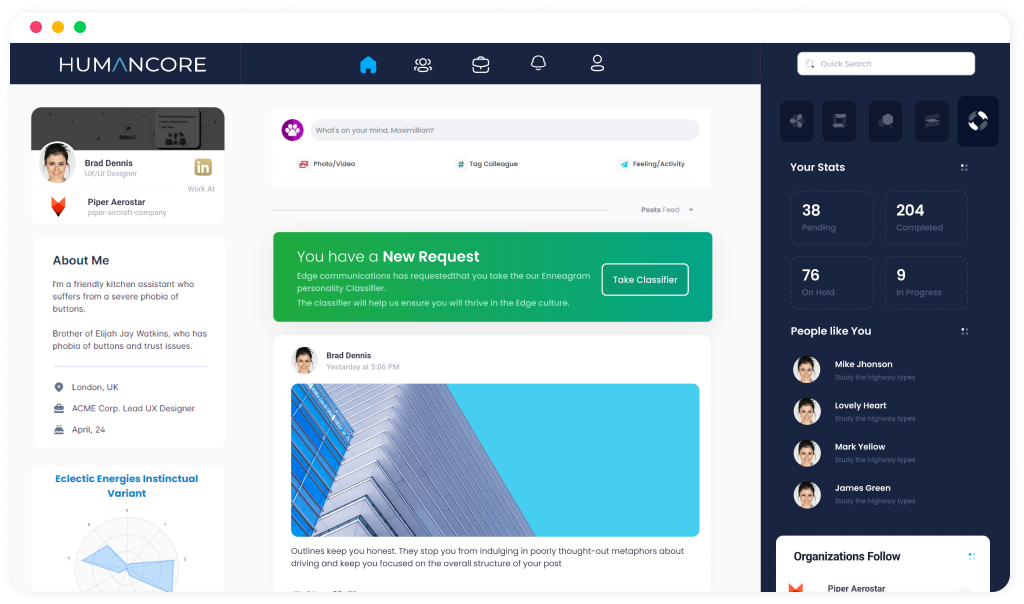 HUMANCORE
Quick Search
Brad Dennis
UX/UI Designer
in
Work At
Piper Aerostar
piper-aircraft-company
About Me
I'm a friendly kitchen assistant who
suffers from a severe phobia of
buttons.
Brother of Elijah Jay Watkins, who has
phobia of buttons and trust issues.
London, UK
ACME Corp. Lead UX Designer
April, 24
Eclectic Energies Instinctual
Variant
9
8
1
7
2
What's on your mind, Maximillian?
Photo/Video
# Tag Colleague
Feeling/Activity
Posts Feed
You have a New Request
Edge communications has requestedthat you take the our Enneagram
personality Classifier.
The classifier will help us ensure you will thrive in the Edge culture.
Take Classifier
Brad Dennis
Yestarday at 5:06 PM
Outlines keep you honest. They stop you from indulging in poorly thought-out metaphors about
driving and keep you focused on the overall structure of your post
Your Stats
38
Pending
204
Completed
76
On Hold
9
In Progress
People like You
Mike Jhonson
Study the highway types
Lovely Heart
Study the highway types
Mark Yellow
Study the highway types
James Green
Study the highway types
Organizations Follow
Piper Aerostar